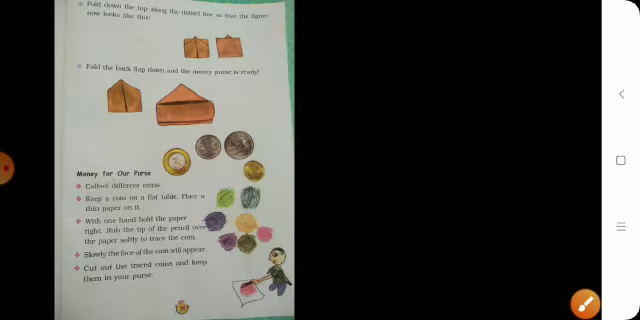 Fold down the top along the dotted line so that the figure
now looks like this:
Fold the back flap down and the money purse is ready!
Money for Our Purse
Collect different coins.
Keep a coin on a flat table. Place a
thin paper on it.
With one hand hold the paper
tight. Rub the tip of the pencil over
the paper softly to trace the coin.
Slowly the face of the coin will appear.
Cut out the traced coins and keep
them in your purse.